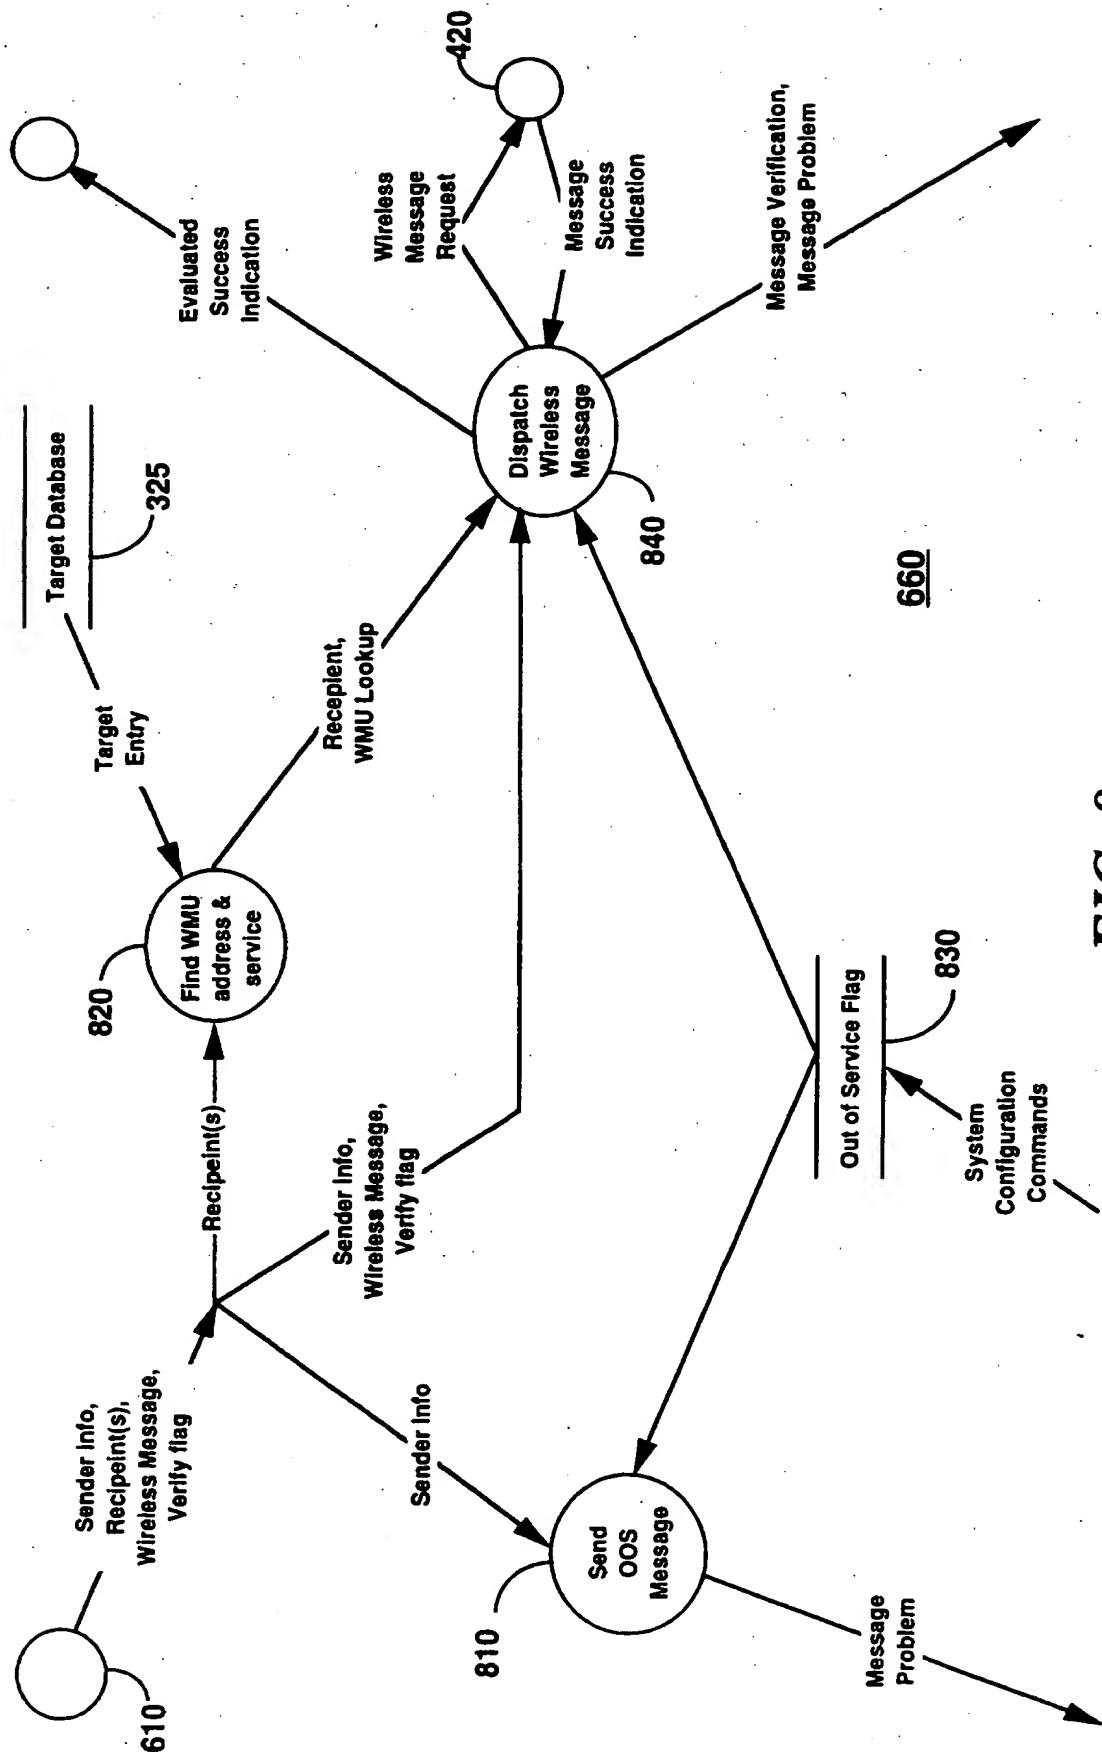 610
Sender Info,
Recipeint(s),
Wireless Message,
Verify flag
Recipeint(s)
820
Find WMU
address &
service
Target
Entry
Target Database
325
Evaluated
Success
Indication
Sender Info,
Wireless Message,
Verify flag
Recepient,
WMU Lookup
Wireless
Message
Request
420
Sender Info
Dispatch
Wireless
Message
840
Message
Success
Indication
810
Send
OOS
Message
Message
Problem
Out of Service Flag
830
System
Configuration
Commands
Message Verification,
Message Problem
660